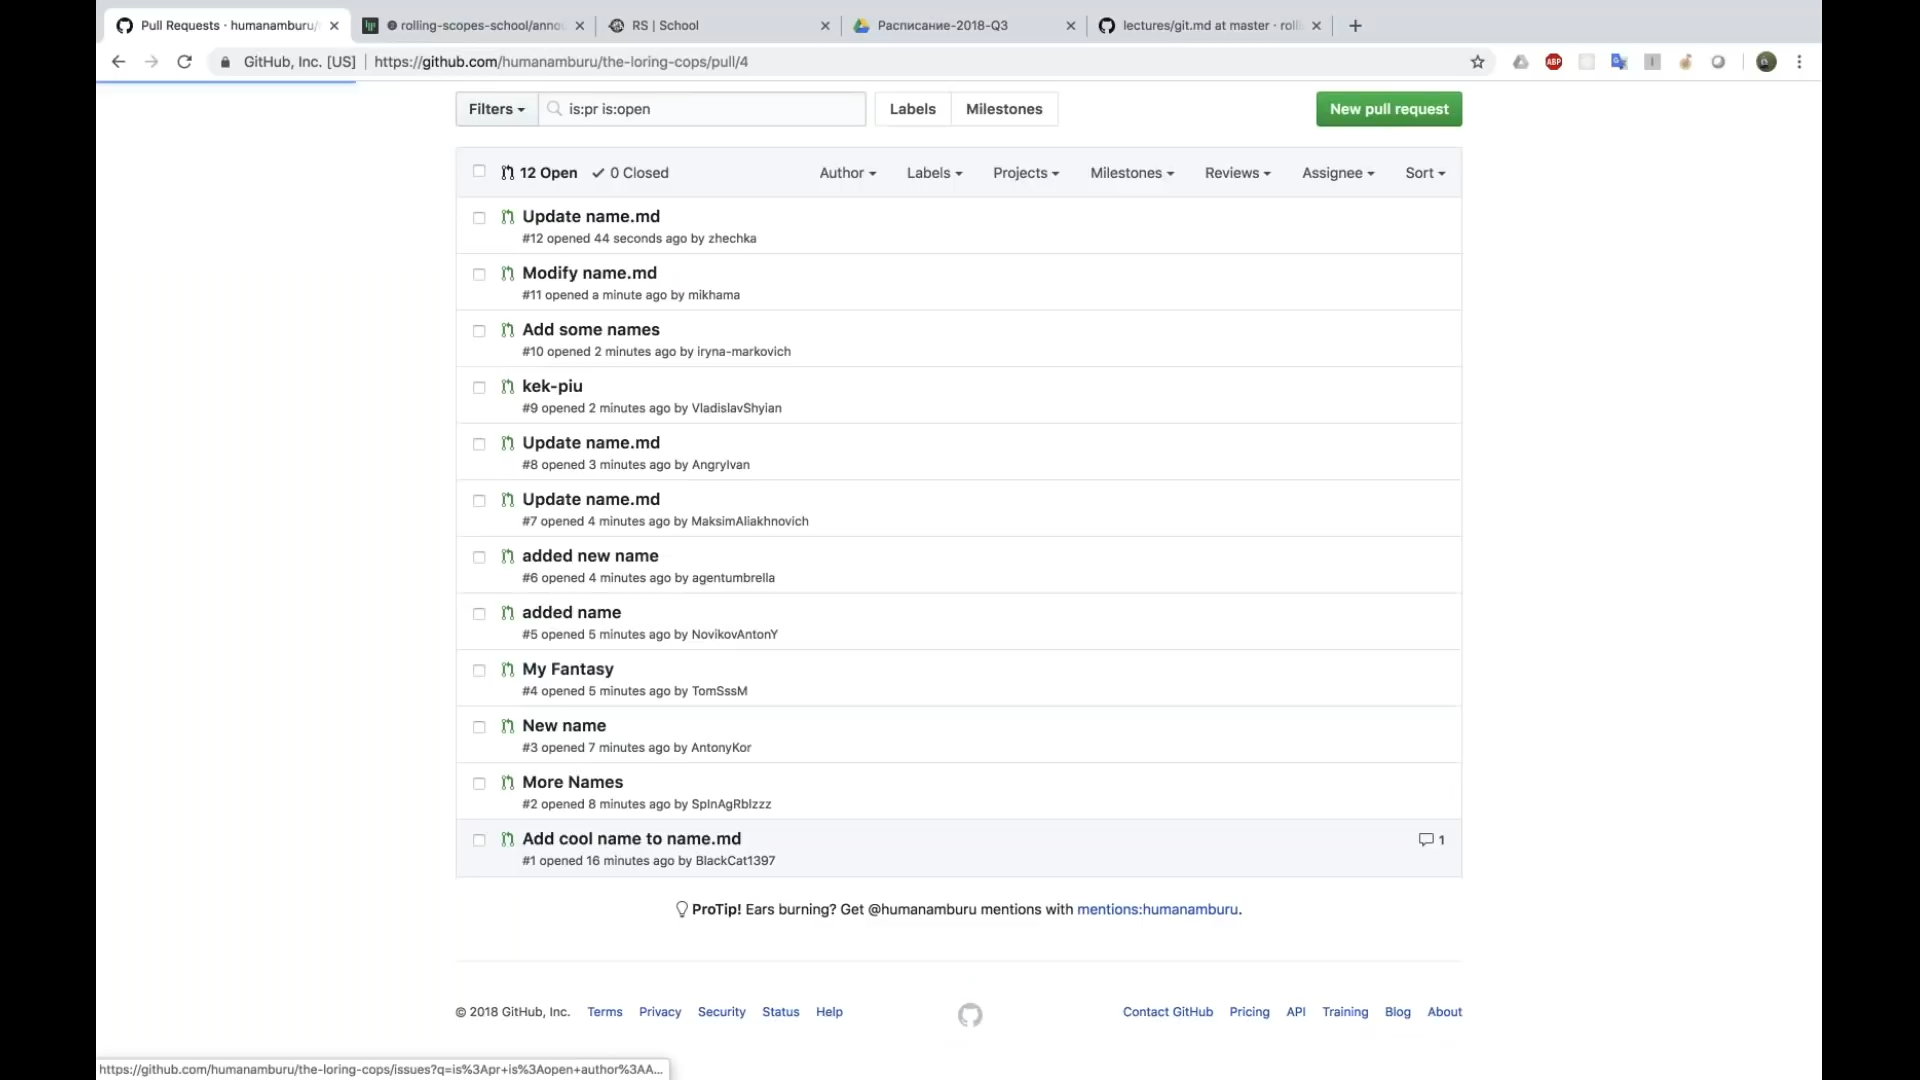 Pull Requests · humanamburu/
rolling-scopes-school/anno
RS | School
Расписание-2018-Q3
lectures/git.md at master · roll
GitHub, Inc. [US] | https://github.com/humanamburu/the-loring-cops/pull/4
ABP
Filters
is:pr is:open
Labels
Milestones
New pull request
12 Open
0 Closed
Author
Labels
Projects
Milestones
Reviews
Assignee
Sort
Update name.md
#12 opened 44 seconds ago by zhechka
Modify name.md
#11 opened a minute ago by mikhama
Add some names
#10 opened 2 minutes ago by iryna-markovich
kek-piu
#9 opened 2 minutes ago by VladislavShyian
Update name.md
#8 opened 3 minutes ago by AngryIvan
Update name.md
#7 opened 4 minutes ago by MaksimAliakhnovich
added new name
#6 opened 4 minutes ago by agentumbrella
added name
#5 opened 5 minutes ago by NovikovAntonY
My Fantasy
#4 opened 5 minutes ago by TomSssM
New name
#3 opened 7 minutes ago by AntonyKor
More Names
#2 opened 8 minutes ago by SpInAgRbIzzz
Add cool name to name.md
1
#1 opened 16 minutes ago by BlackCat1397
ProTip! Ears burning? Get @humanamburu mentions with mentions:humanamburu.
© 2018 GitHub, Inc.
Terms
Privacy
Security
Status
Help
Contact GitHub
Pricing
API
Training
Blog
About
https://github.com/humanamburu/the-loring-cops/issues?q=is%3Apr+is%3Aopen+author%3AA...